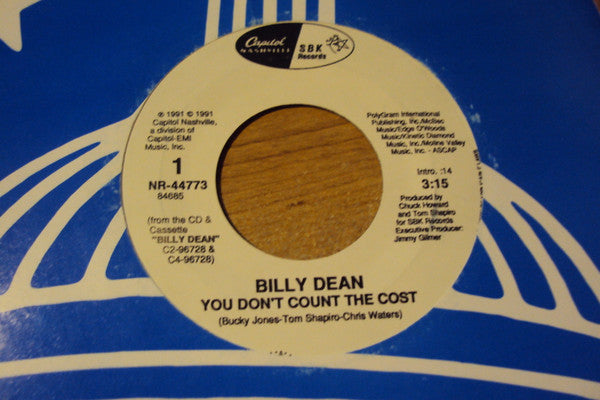 Capitol
NASHVILLE
SBK
Records
℗ 1991 © 1991
Capitol Nashville,
a division of
Capitol-EMI
Music, Inc.
1
NR-44773
84685
(from the CD &
Cassette
"BILLY DEAN"
C2-96728 &
C4-96728)
PolyGram International
Publishing, Inc./McBec
Music/Edge O'Woods
Music/Kinetic Diamond
Music, Inc./Moline Valley
Music, Inc. - ASCAP
Intro. :14
3:15
Produced by
Chuck Howard
and Tom Shapiro
for SBK Records
Executive Producer:
Jimmy Gilmer
BILLY DEAN
YOU DON'T COUNT THE COST
(Bucky Jones-Tom Shapiro-Chris Waters)